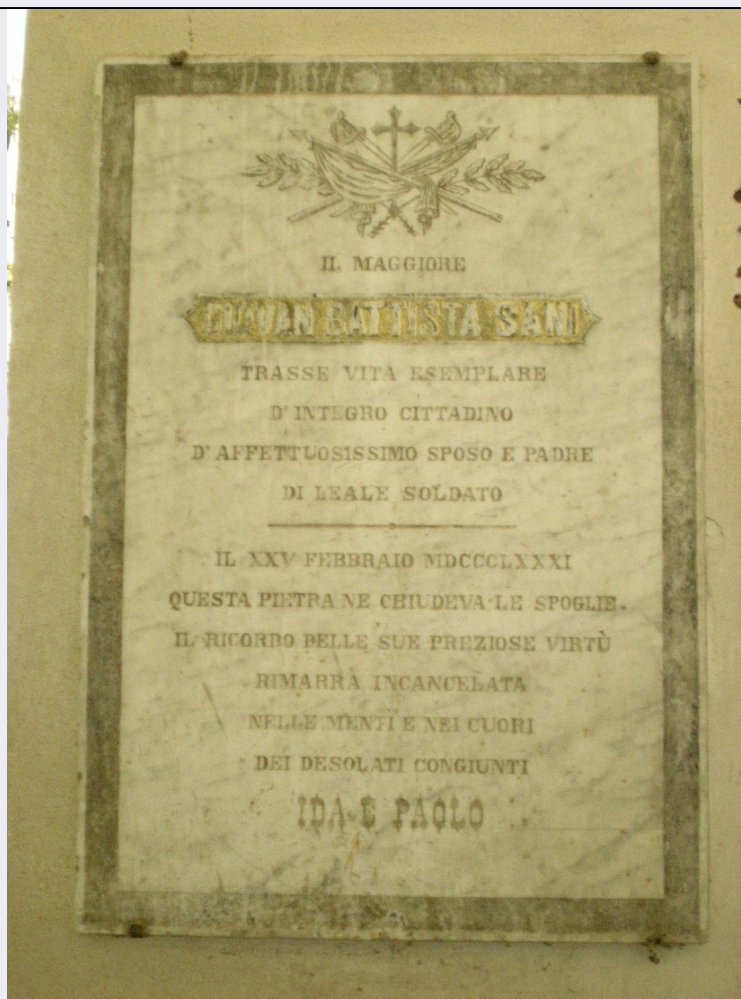 IL MAGGIORE
GIOVAN BATTISTA SANI
TRASSE VITA ESEMPLARE
D'INTEGRO CITTADINO
D'AFFETTUOSISSIMO SPOSO E PADRE
DI LEALE SOLDATO
IL XXV FEBBRAIO MDCCCLXXXI
QUESTA PIETRA NE CHIUDEVA LE SPOGLIE.
IL RICORDO DELLE SUE PREZIOSE VIRTÙ
RIMARRÀ INCANCELATA
NELLE MENTI E NEI CUORI
DEI DESOLATI CONGIUNTI
IDA E PAOLO